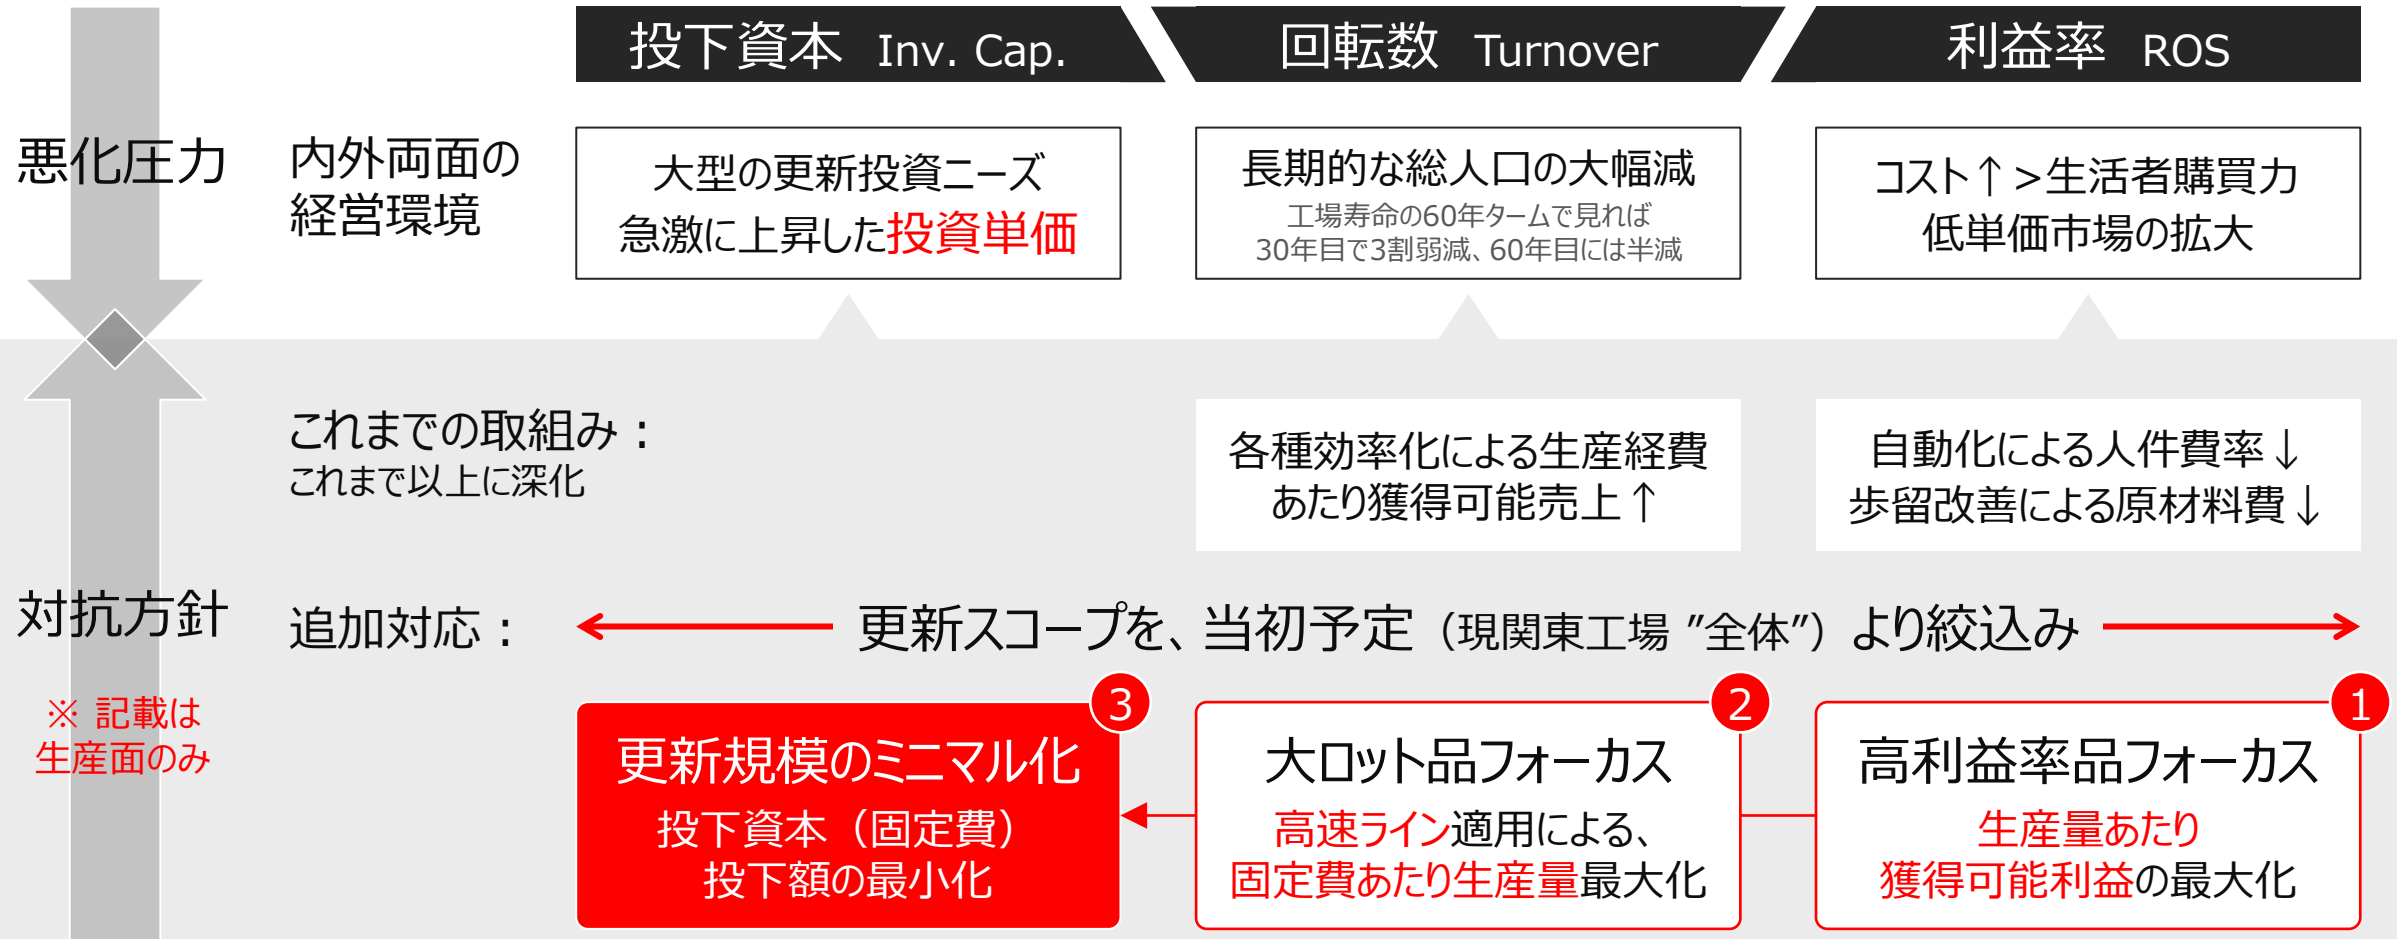 投下資本 Inv. Cap.
回転数 Turnover
利益率 ROS
悪化圧力
内外両面の
経営環境
大型の更新投資ニーズ
急激に上昇した投資単価
長期的な総人口の大幅減
工場寿命の60年タームで見れば
30年目で3割弱減、60年目には半減
コスト↑>生活者購買力
低単価市場の拡大
対抗方針
※ 記載は
生産面のみ
これまでの取組み：
これまで以上に深化
各種効率化による生産経費
あたり獲得可能売上↑
自動化による人件費率↓
歩留改善による原材料費↓
追加対応：
更新スコープを、当初予定（現関東工場 ”全体”）より絞込み
3
更新規模のミニマル化
投下資本（固定費）
投下額の最小化
2
大ロット品フォーカス
高速ライン適用による、
固定費あたり生産量最大化
1
高利益率品フォーカス
生産量あたり
獲得可能利益の最大化